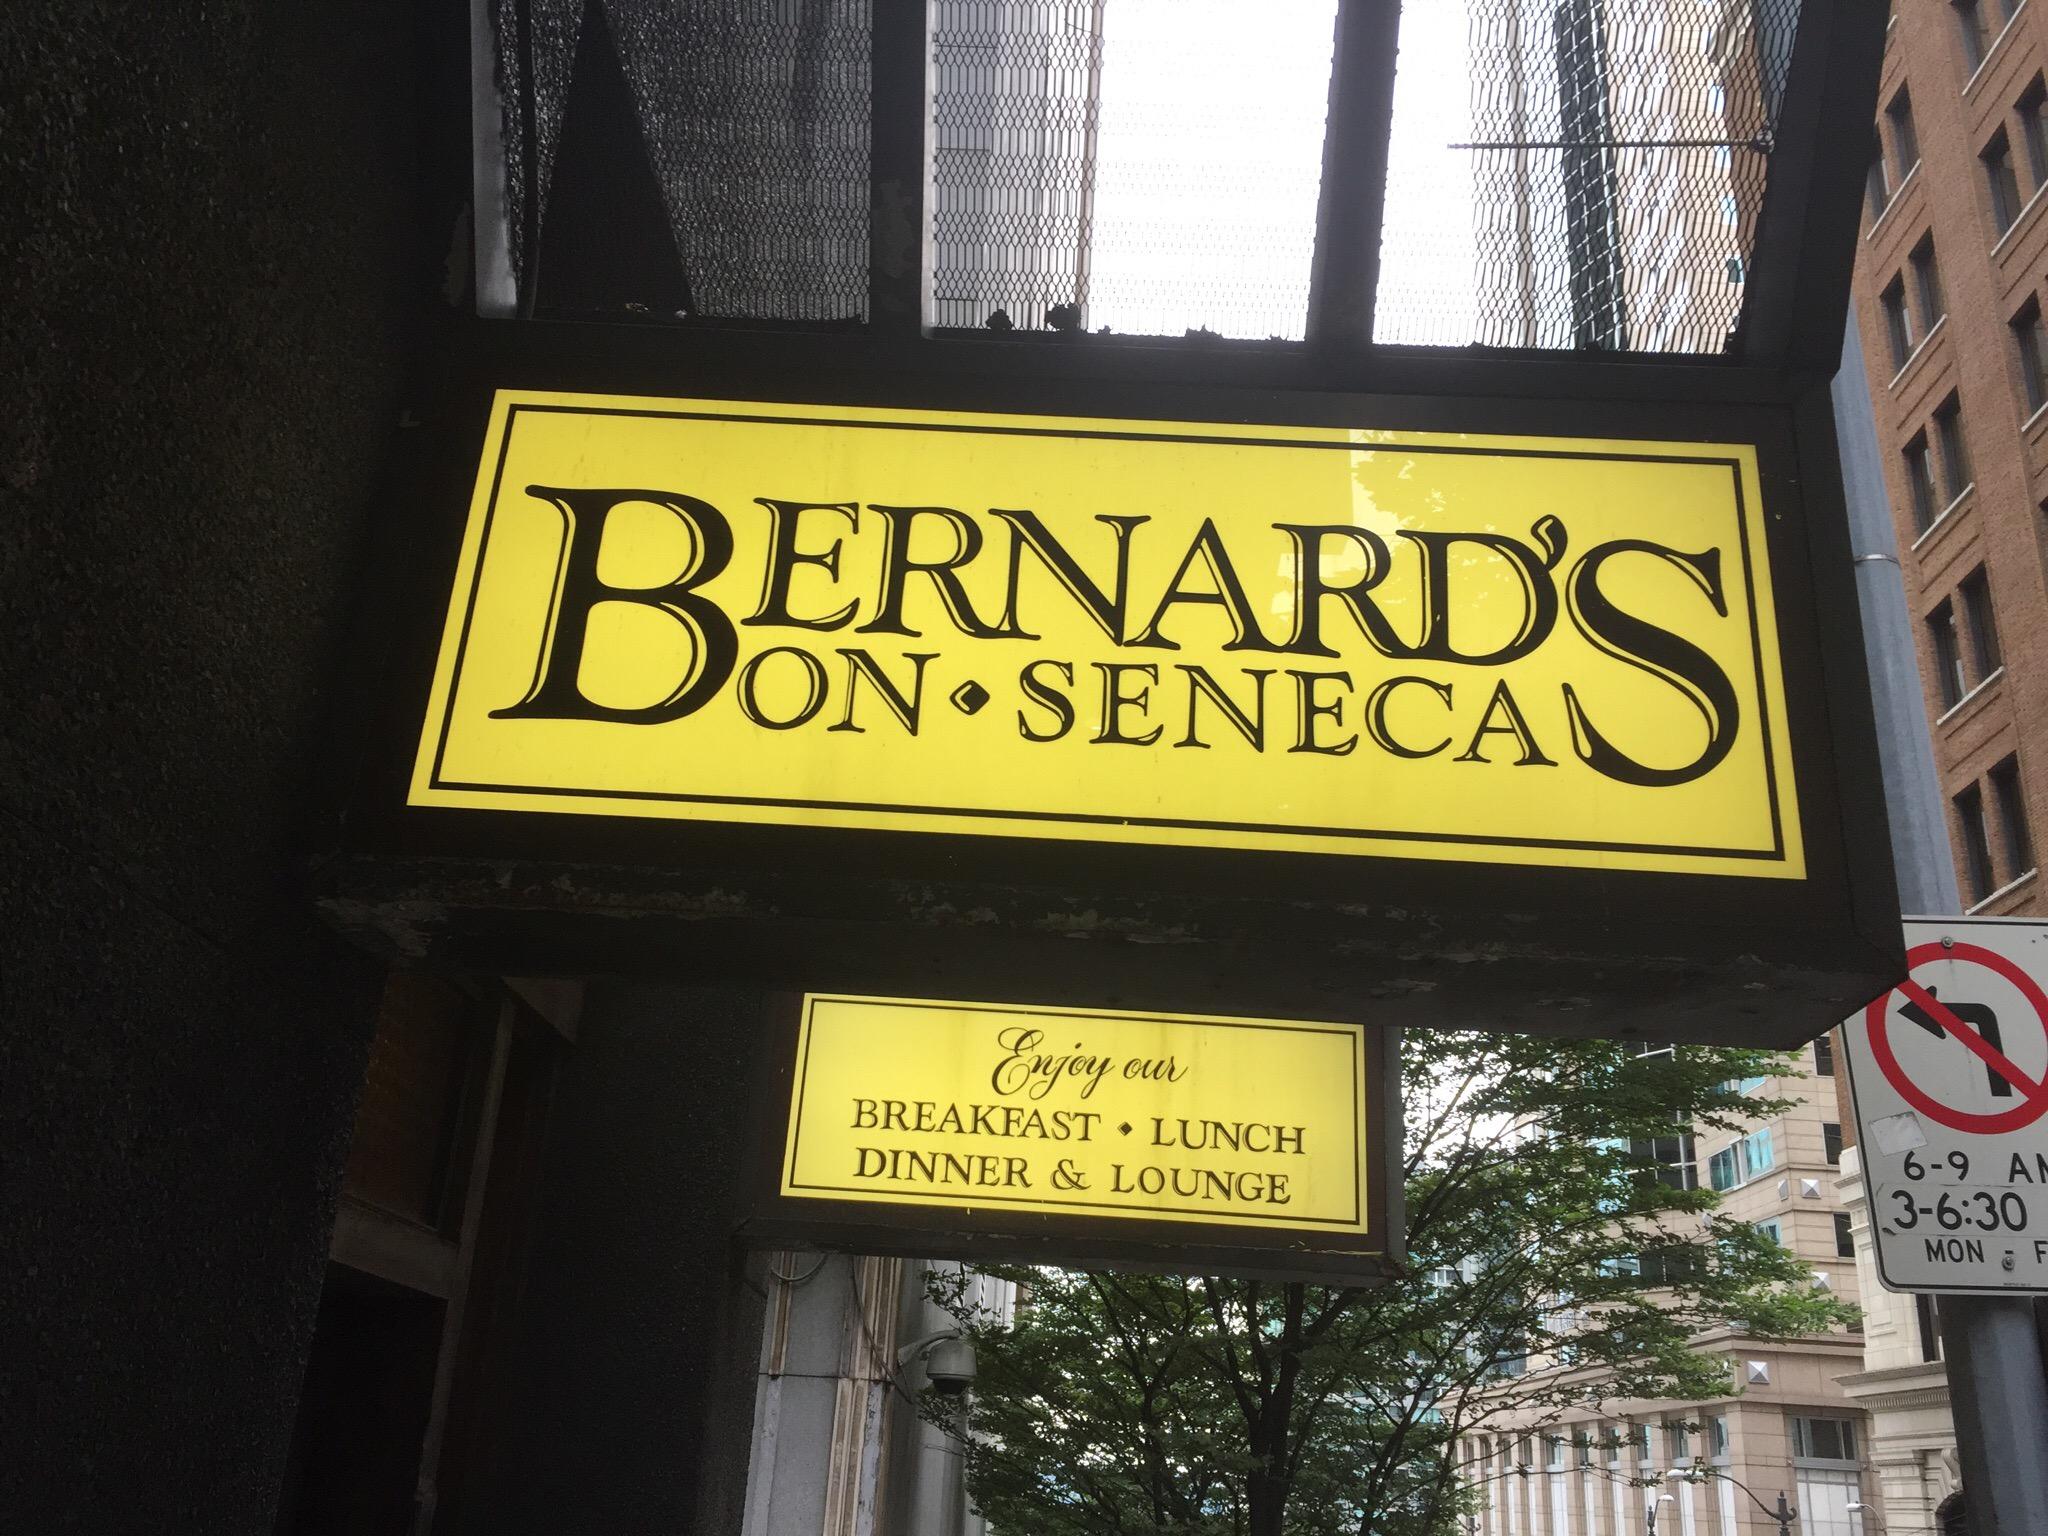 BERNARD'S
ON · SENECA
Enjoy our
BREAKFAST · LUNCH
DINNER & LOUNGE
6-9 AM
3-6:30
MON -